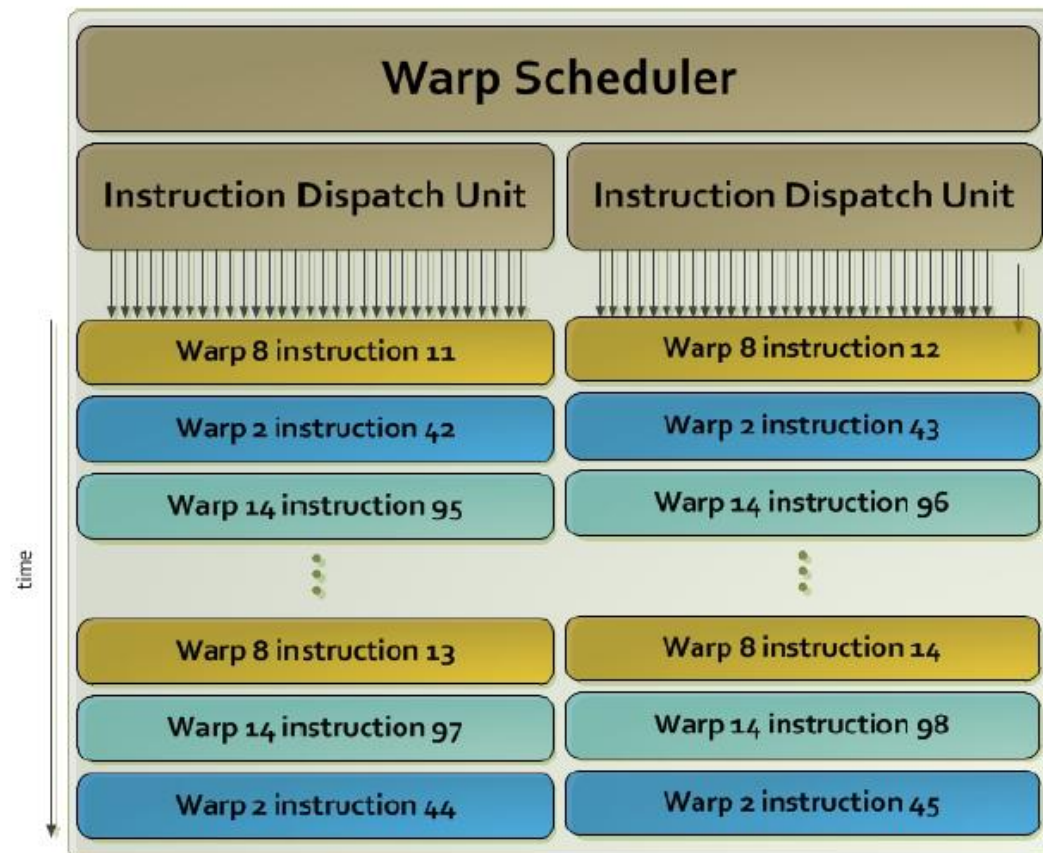 Warp Scheduler
Instruction Dispatch Unit
Instruction Dispatch Unit
Warp 8 instruction 11
Warp 8 instruction 12
Warp 2 instruction 42
Warp 2 instruction 43
Warp 14 instruction 95
Warp 14 instruction 96
time
Warp 8 instruction 13
Warp 8 instruction 14
Warp 14 instruction 97
Warp 14 instruction 98
Warp 2 instruction 44
Warp 2 instruction 45